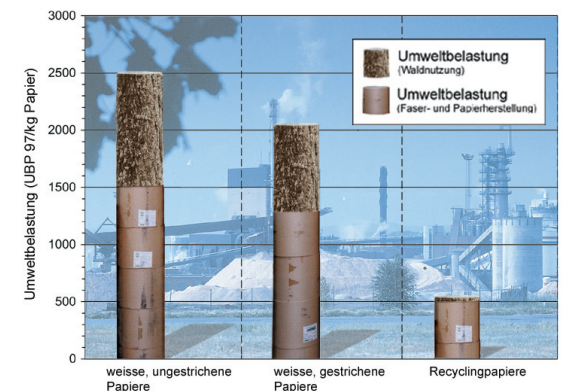 3000
2500
2000
1500
1000
500
0
Umweltbelastung (UBP 97/kg Papier)
Umweltbelastung
(Waldnutzung)
Umweltbelastung
(Faser- und Papierherstellung)
weisse, ungestrichene
Papiere
weisse, gestrichene
Papiere
Recyclingpapiere